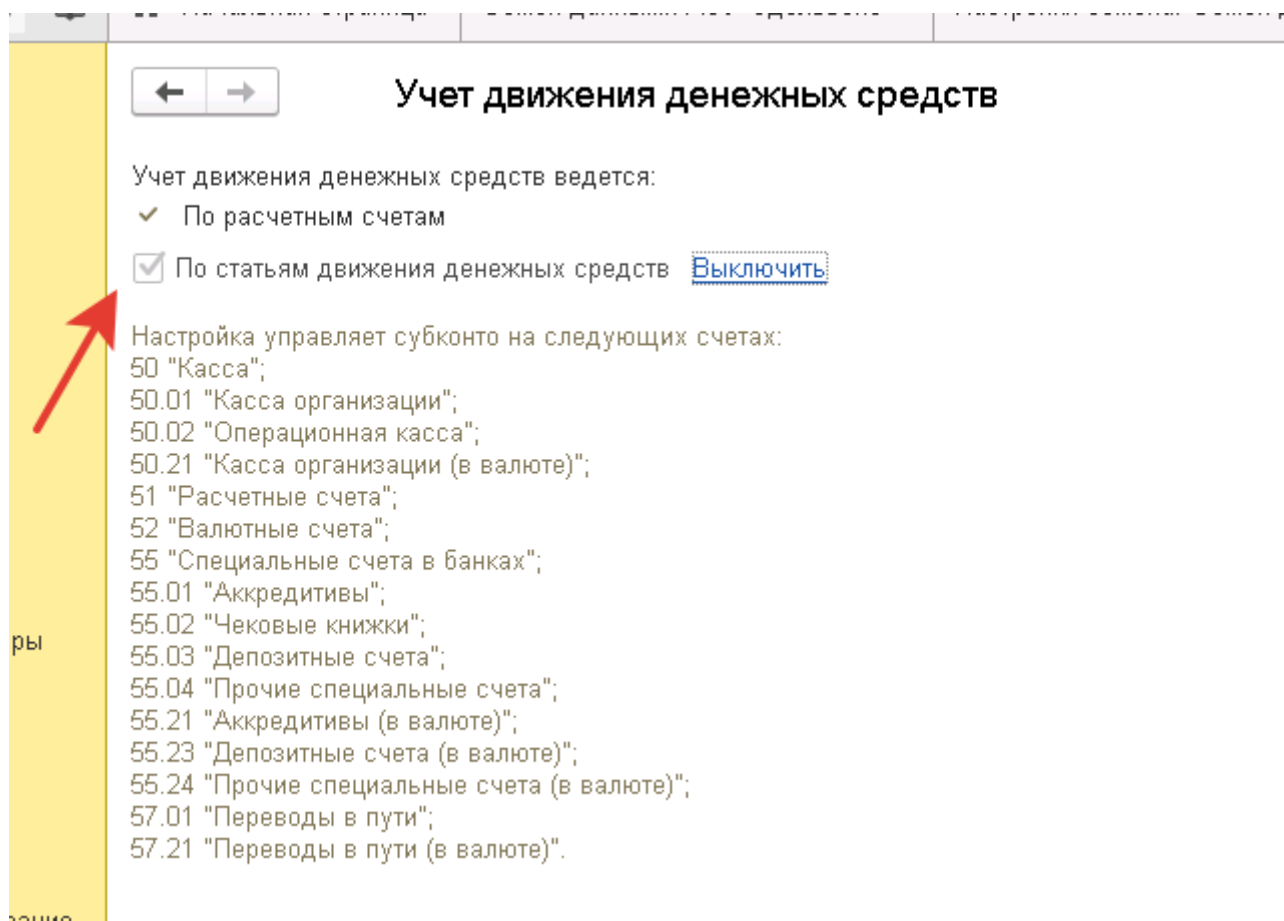 Учет движения денежных средств
Учет движения денежных средств ведется:
По расчетным счетам
По статьям движения денежных средств Выключить
Настройка управляет субконто на следующих счетах:
50 "Касса";
50.01 "Касса организации";
50.02 "Операционная касса";
50.21 "Касса организации (в валюте)";
51 "Расчетные счета";
52 "Валютные счета";
55 "Специальные счета в банках";
55.01 "Аккредитивы";
55.02 "Чековые книжки";
ры
55.03 "Депозитные счета";
55.04 "Прочие специальные счета";
55.21 "Аккредитивы (в валюте)";
55.23 "Депозитные счета (в валюте)";
55.24 "Прочие специальные счета (в валюте)";
57.01 "Переводы в пути";
57.21 "Переводы в пути (в валюте)".